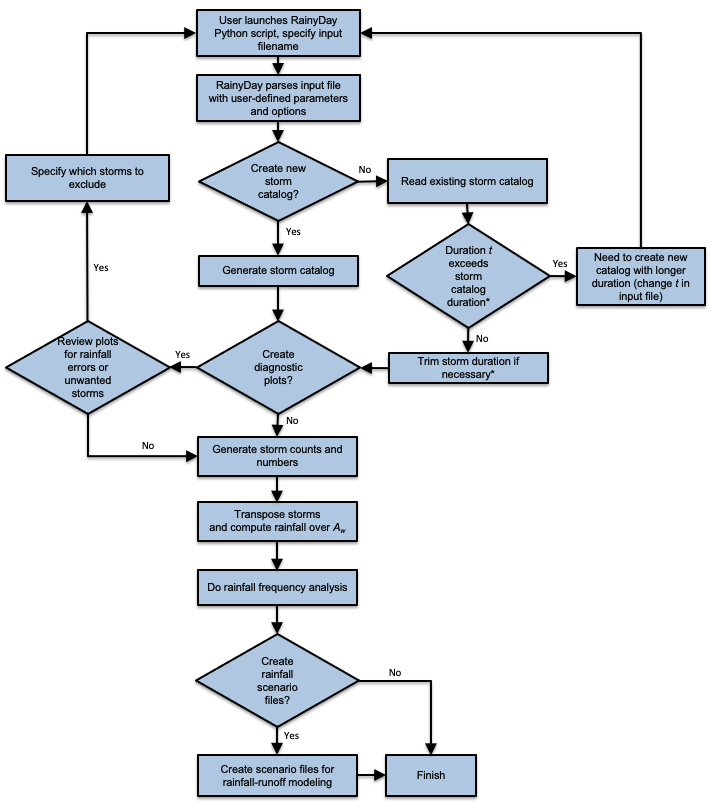 User launches RainyDay
Python script, specify input
filename
RainyDay parses input file
with user-defined parameters
and options
Create new
storm
catalog?
No
Read existing storm catalog
Specify which storms to
exclude
Yes
Generate storm catalog
Duration t
exceeds
storm
catalog
duration*
Yes
Need to create new
catalog with longer
duration (change t in
input file)
Yes
No
Trim storm duration if
necessary*
Create
diagnostic
plots?
Yes
Review plots
for rainfall
errors or
unwanted
storms
No
No
Generate storm counts and
numbers
Transpose storms
and compute rainfall over Aw
Do rainfall frequency analysis
Create
rainfall
scenario
files?
No
Yes
Create scenario files for
rainfall-runoff modeling
Finish